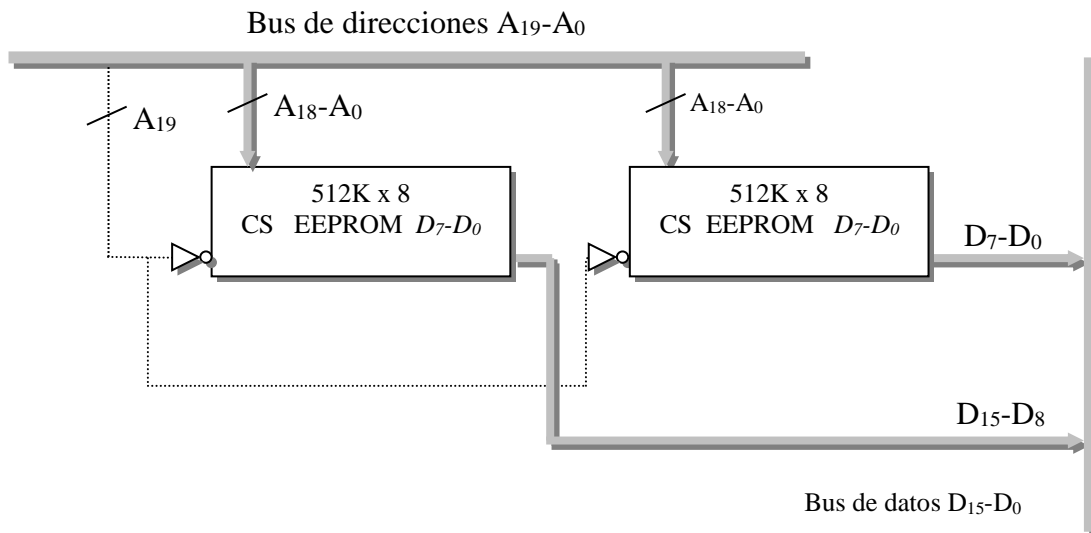 Bus de direcciones A₁₉-A₀
A₁₉
A₁₈-A₀
A₁₈-A₀
512K x 8
CS EEPROM D₇-D₀
512K x 8
CS EEPROM D₇-D₀
D₇-D₀
D₁₅-D₈
Bus de datos D₁₅-D₀